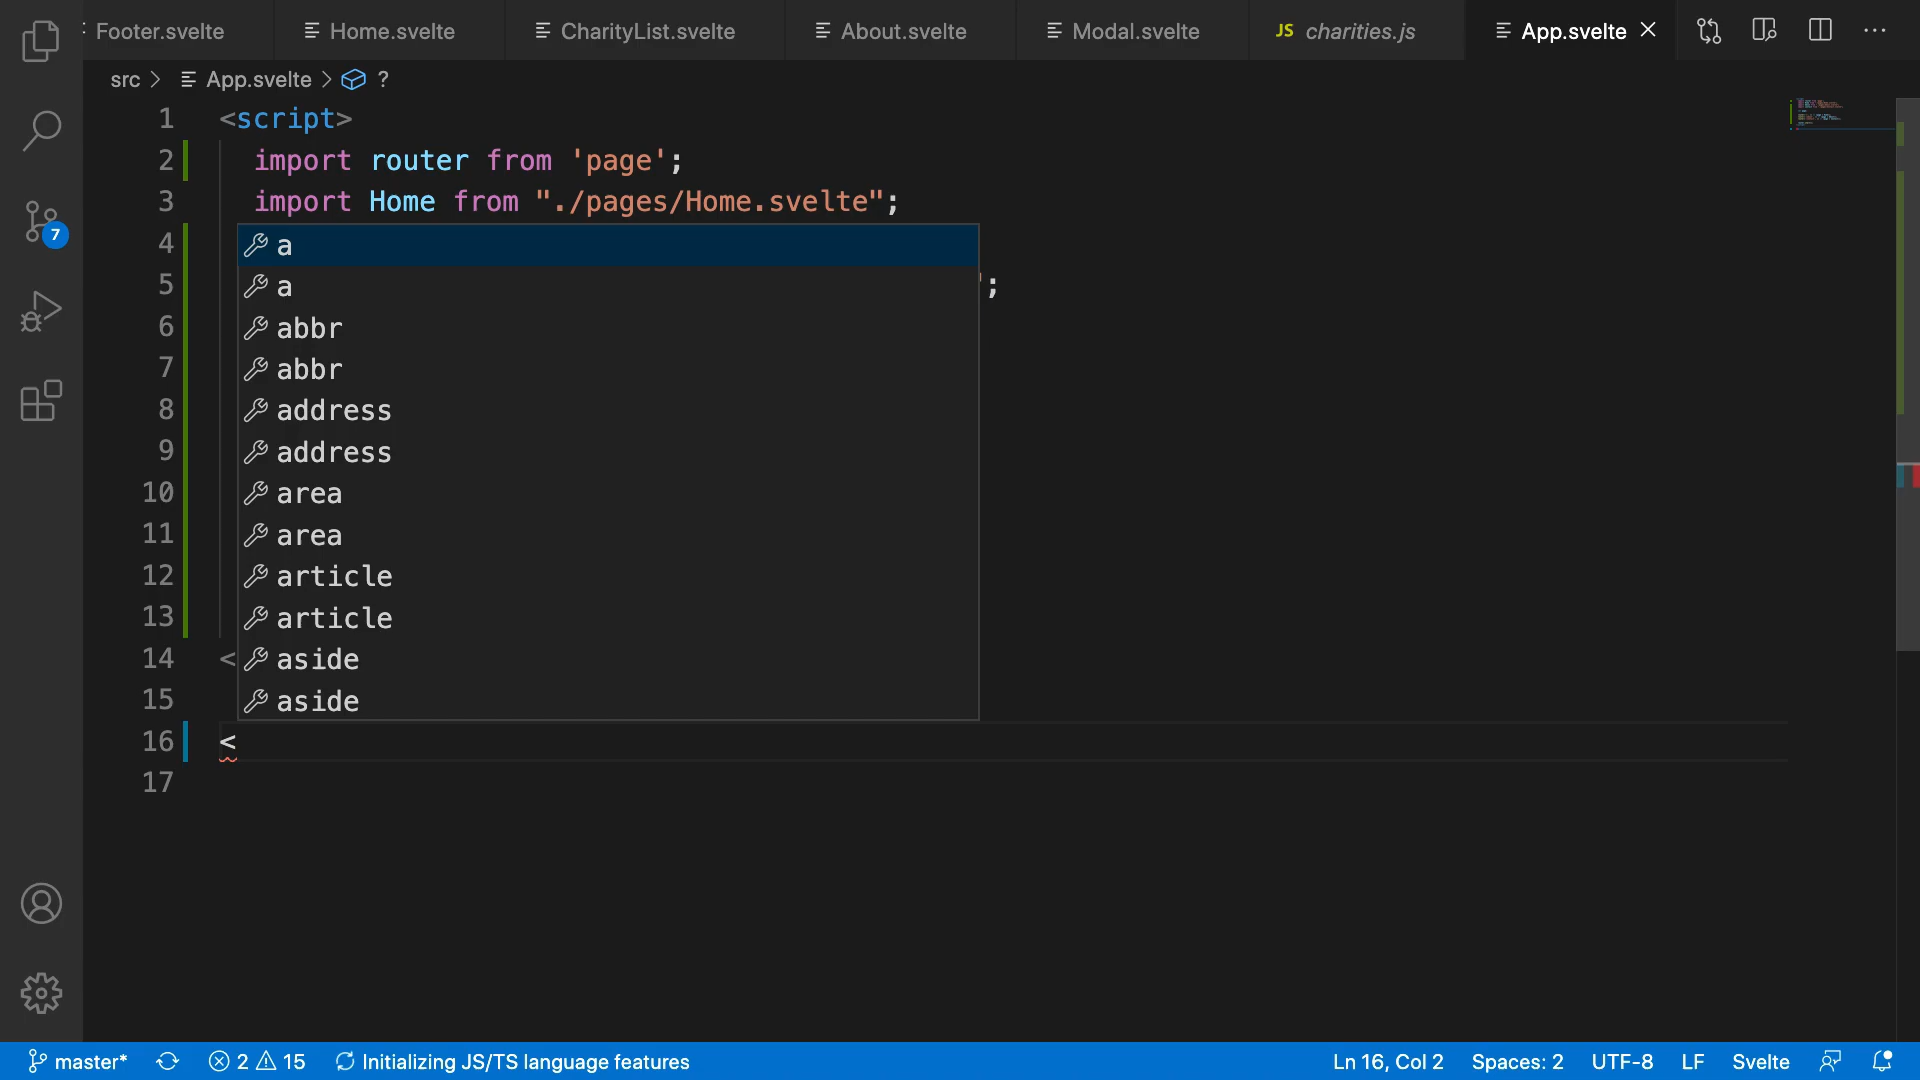 Footer.svelte
Home.svelte
CharityList.svelte
About.svelte
Modal.svelte
JS charities.js
App.svelte
src > App.svelte > ?
1 <script>
2 import router from 'page';
3 import Home from "./pages/Home.svelte";
4 a
5 a ";
6 abbr
7 abbr
8 address
9 address
10 area
11 area
12 article
13 article
14 < aside
15 aside
16 <
17
7
master*
2 15
Initializing JS/TS language features
Ln 16, Col 2
Spaces: 2
UTF-8
LF
Svelte